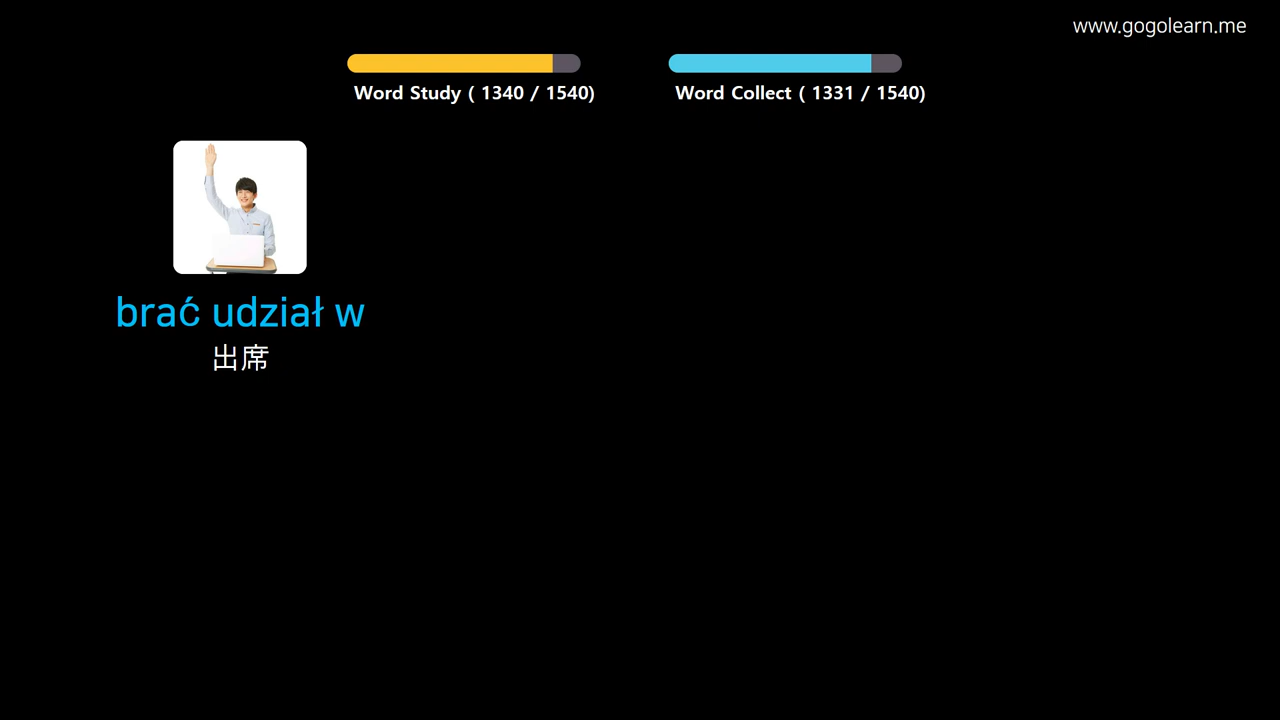 www.gogolearn.me
Word Study ( 1340 / 1540)
Word Collect ( 1331 / 1540)
brać udział w
出席